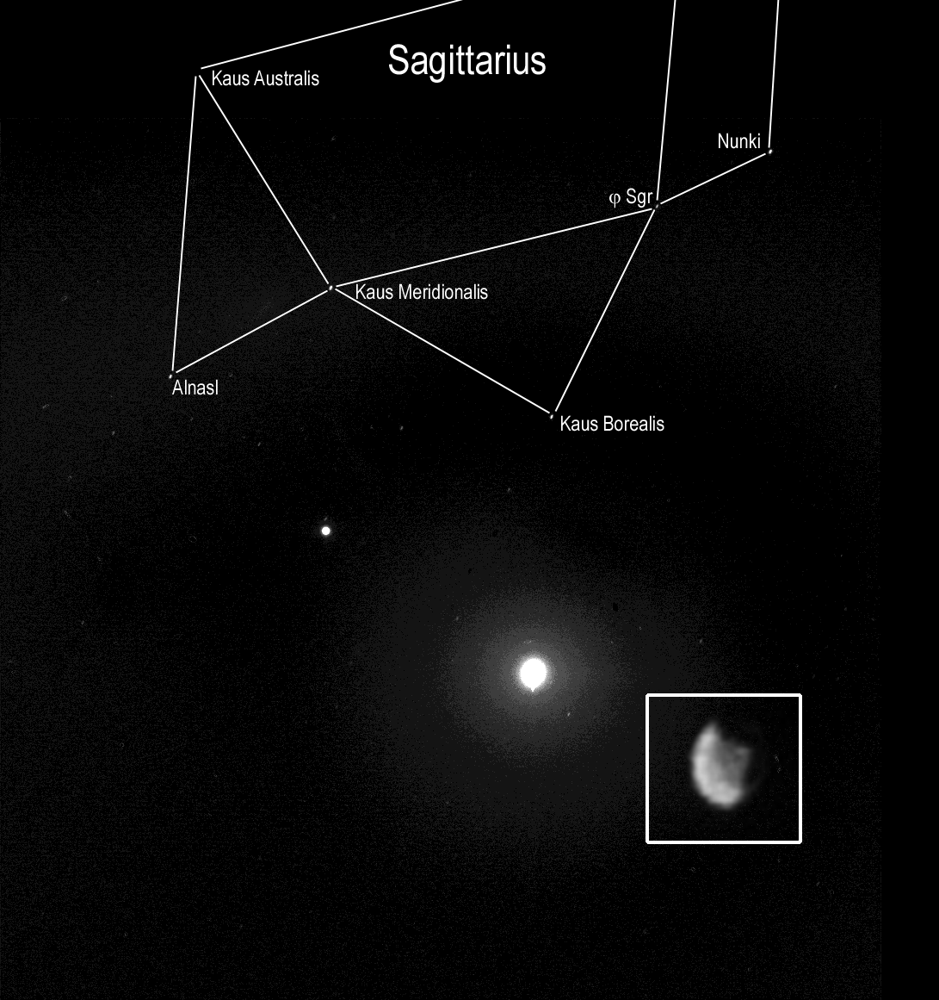 Sagittarius
Kaus Australis
Nunki
φ Sgr
Kaus Meridionalis
Alnasl
Kaus Borealis